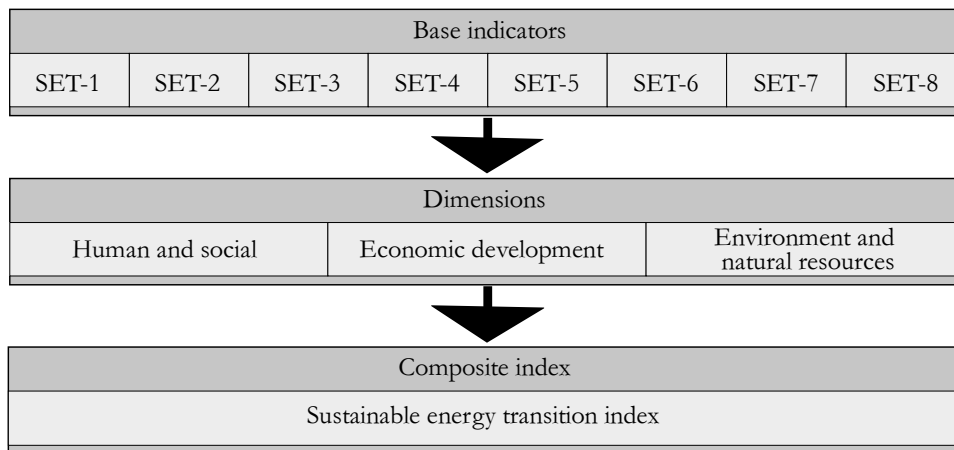 Base indicators
SET-1 SET-2 SET-3 SET-4 SET-5 SET-6 SET-7 SET-8
Dimensions
Human and social
Economic development
Environment and
natural resources
Composite index
Sustainable energy transition index